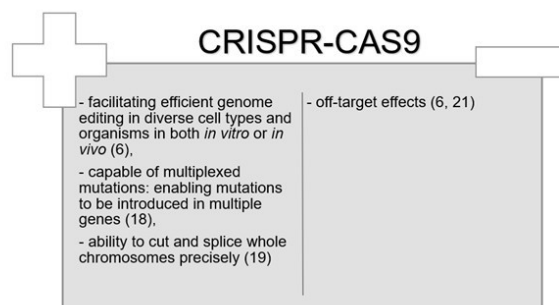 CRISPR-CAS9
- facilitating efficient genome
editing in diverse cell types and
organisms in both in vitro or in
vivo (6),
- capable of multiplexed
mutations: enabling mutations
to be introduced in multiple
genes (18),
- ability to cut and splice whole
chromosomes precisely (19)
- off-target effects (6, 21)